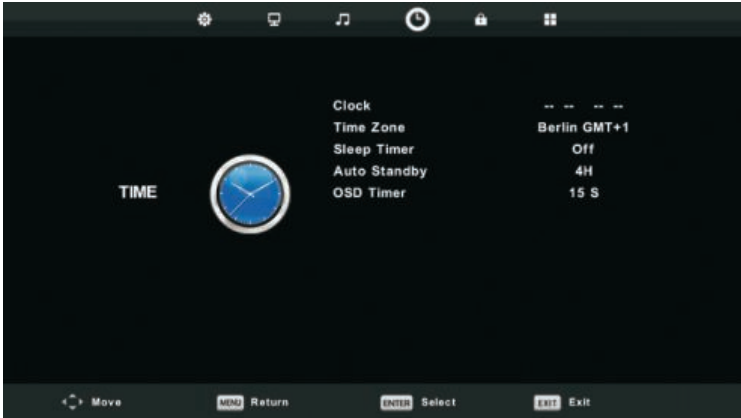 Clock -- -- -- --
Time Zone Berlin GMT+1
Sleep Timer Off
Auto Standby 4H
TIME
OSD Timer 15 S
Move MENU Return ENTER Select EXIT Exit